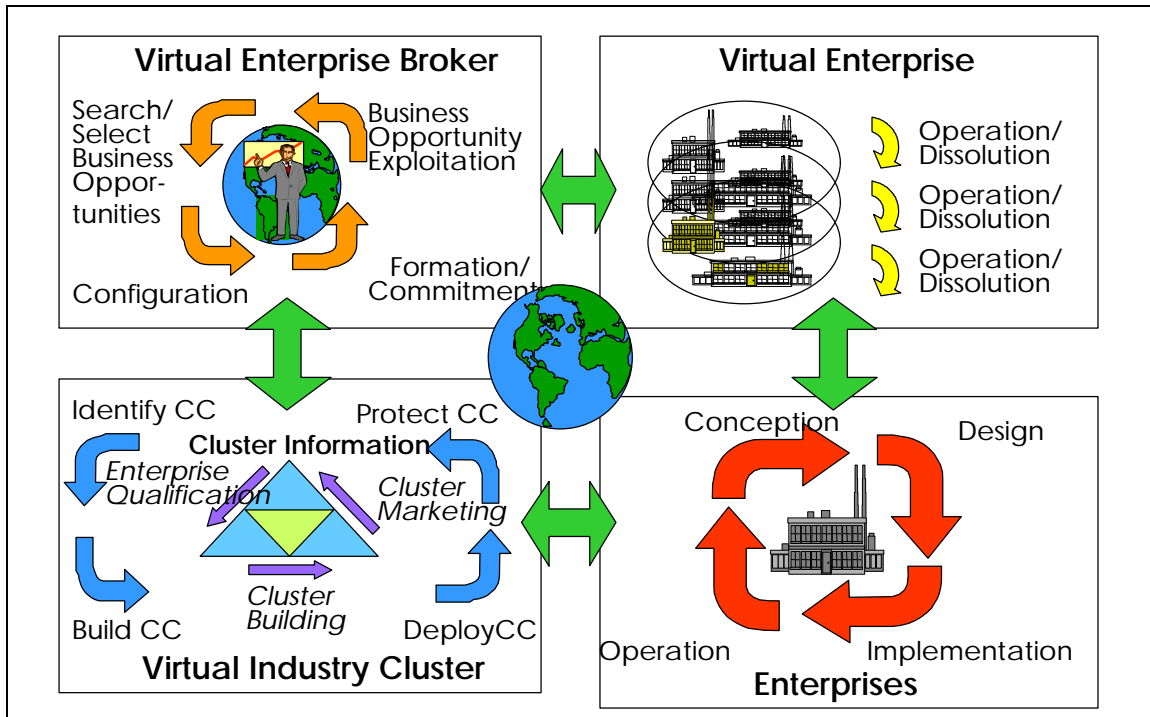 Virtual Enterprise Broker
Search/
Select
Business
Oppor-
tunities
Business
Opportunity
Exploitation
Configuration
Formation/
Commitment
Virtual Enterprise
Operation/
Dissolution
Operation/
Dissolution
Operation/
Dissolution
Identify CC
Protect CC
Cluster Information
Enterprise
Qualification
Cluster
Marketing
Cluster
Building
Build CC
DeployCC
Virtual Industry Cluster
Conception
Design
Operation
Implementation
Enterprises